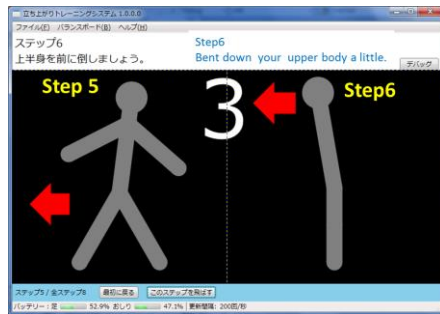 立ち上がりトレーニングシステム 1.0.0.0
ファイル(F) バランスボード(B) ヘルプ(H)
ステップ6
上半身を前に倒しましょう。
Step6
Bent down your upper body a little.
デバッグ
Step 5
3
Step6
ステップ5 / 全ステップ8 最初に戻る このステップを飛ばす
バッテリー：足 52.9% おしり 47.1% 更新間隔：200回/秒